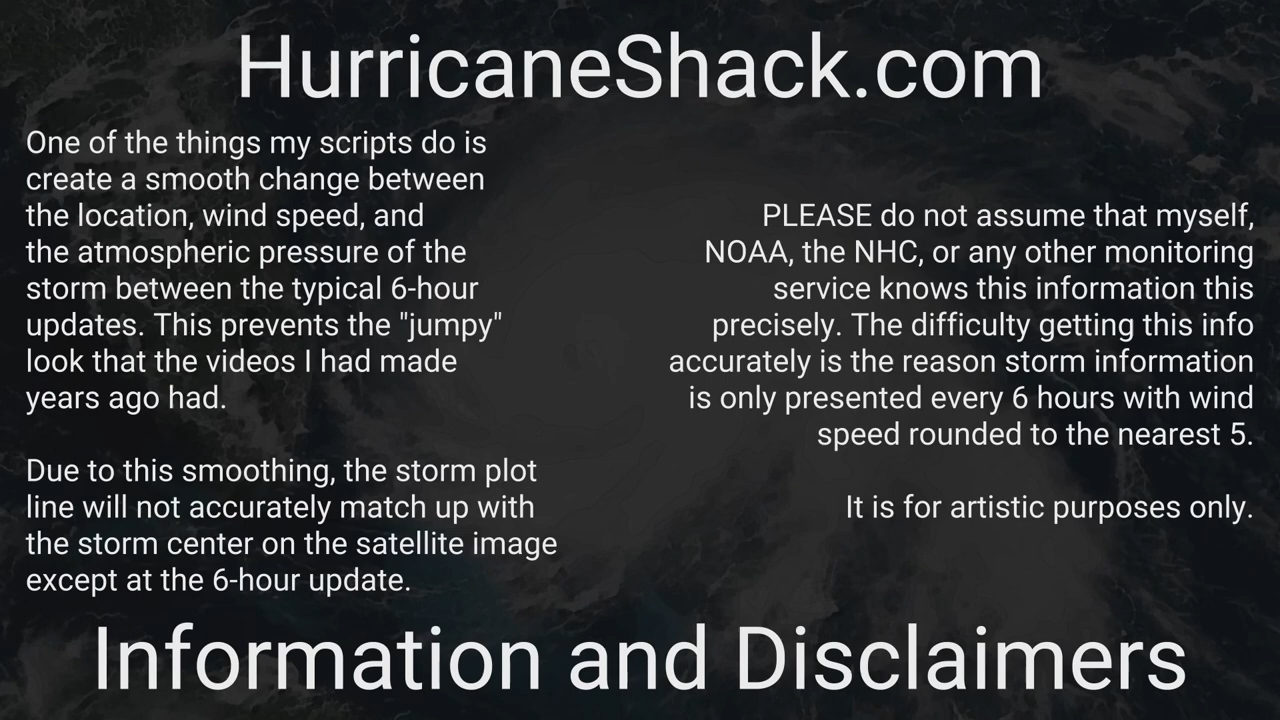 HurricaneShack.com
One of the things my scripts do is
create a smooth change between
the location, wind speed, and
the atmospheric pressure of the
storm between the typical 6-hour
updates. This prevents the "jumpy"
look that the videos I had made
years ago had.
Due to this smoothing, the storm plot
line will not accurately match up with
the storm center on the satellite image
except at the 6-hour update.
PLEASE do not assume that myself,
NOAA, the NHC, or any other monitoring
service knows this information this
precisely. The difficulty getting this info
accurately is the reason storm information
is only presented every 6 hours with wind
speed rounded to the nearest 5.
It is for artistic purposes only.
Information and Disclaimers